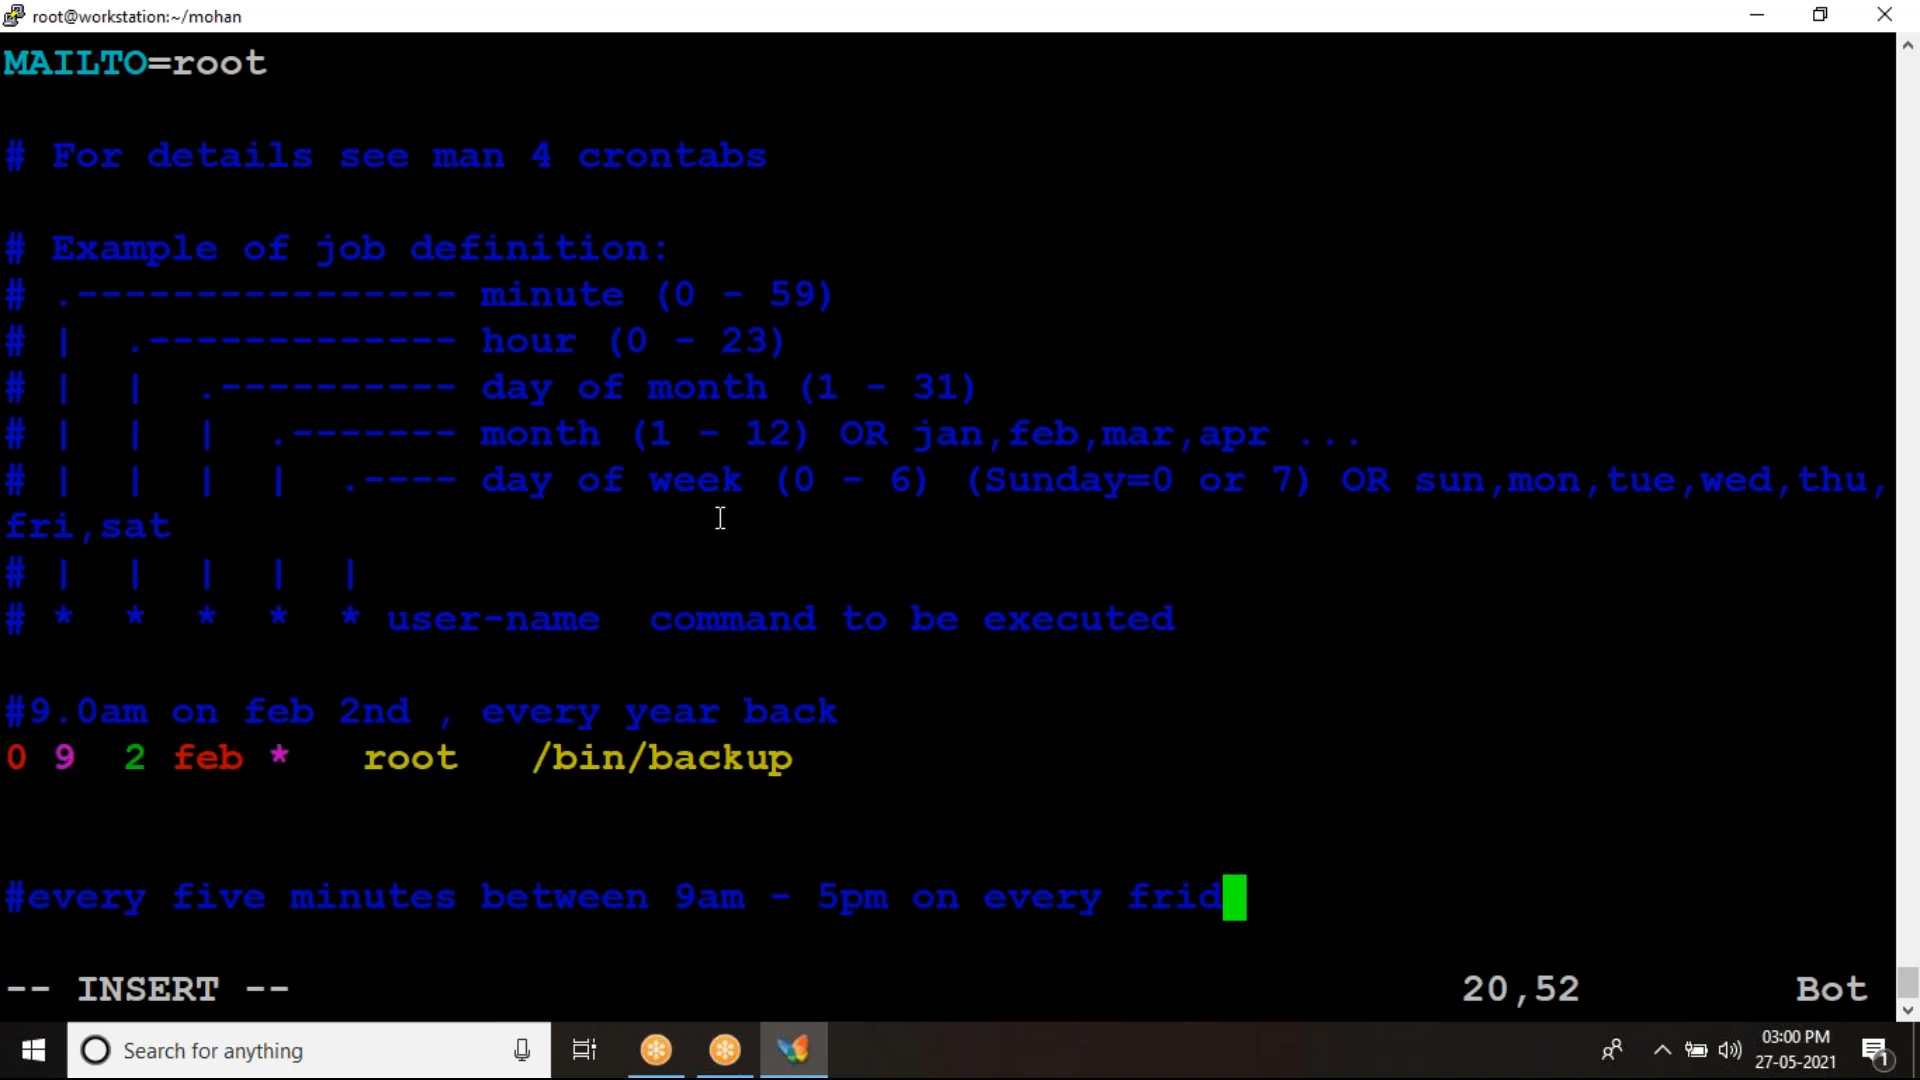 root@workstation:~/mohan
MAILTO=root
# For details see man 4 crontabs
# Example of job definition:
# .---------------- minute (0 - 59)
# |  .------------- hour (0 - 23)
# |  |  .---------- day of month (1 - 31)
# |  |  |  .------- month (1 - 12) OR jan,feb,mar,apr ...
# |  |  |  |  .---- day of week (0 - 6) (Sunday=0 or 7) OR sun,mon,tue,wed,thu,
fri,sat
# |  |  |  |  |
# *  *  *  *  * user-name  command to be executed
#9.0am on feb 2nd , every year back
0 9  2 feb *   root   /bin/backup
#every five minutes between 9am - 5pm on every frid
-- INSERT -- 20,52 Bot
Search for anything
03:00 PM
27-05-2021
1